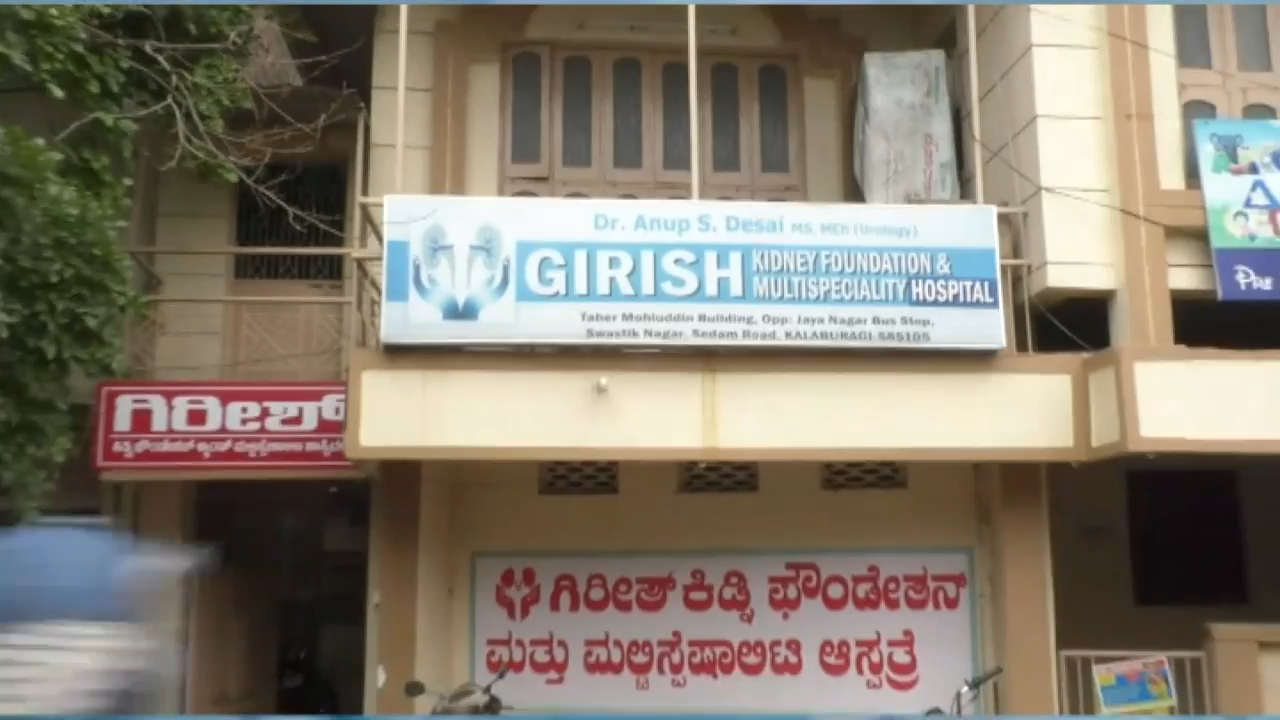 Dr. Anup S. Desai MS, MCh (Urology)
GIRISH KIDNEY FOUNDATION &
MULTISPECIALITY HOSPITAL
Taher Mohiuddin Building, Opp: Jaya Nagar Bus Stop,
Swastik Nagar, Sedam Road, KALABURAGI-585105
ಗಿರೀಶ್
ಗಿರೀಶ್ ಕಿಡ್ನಿ ಫೌಂಡೇಶನ್
ಮತ್ತು ಮಲ್ಟಿಸ್ಪೆಷಾಲಿಟಿ ಆಸ್ಪತ್ರೆ